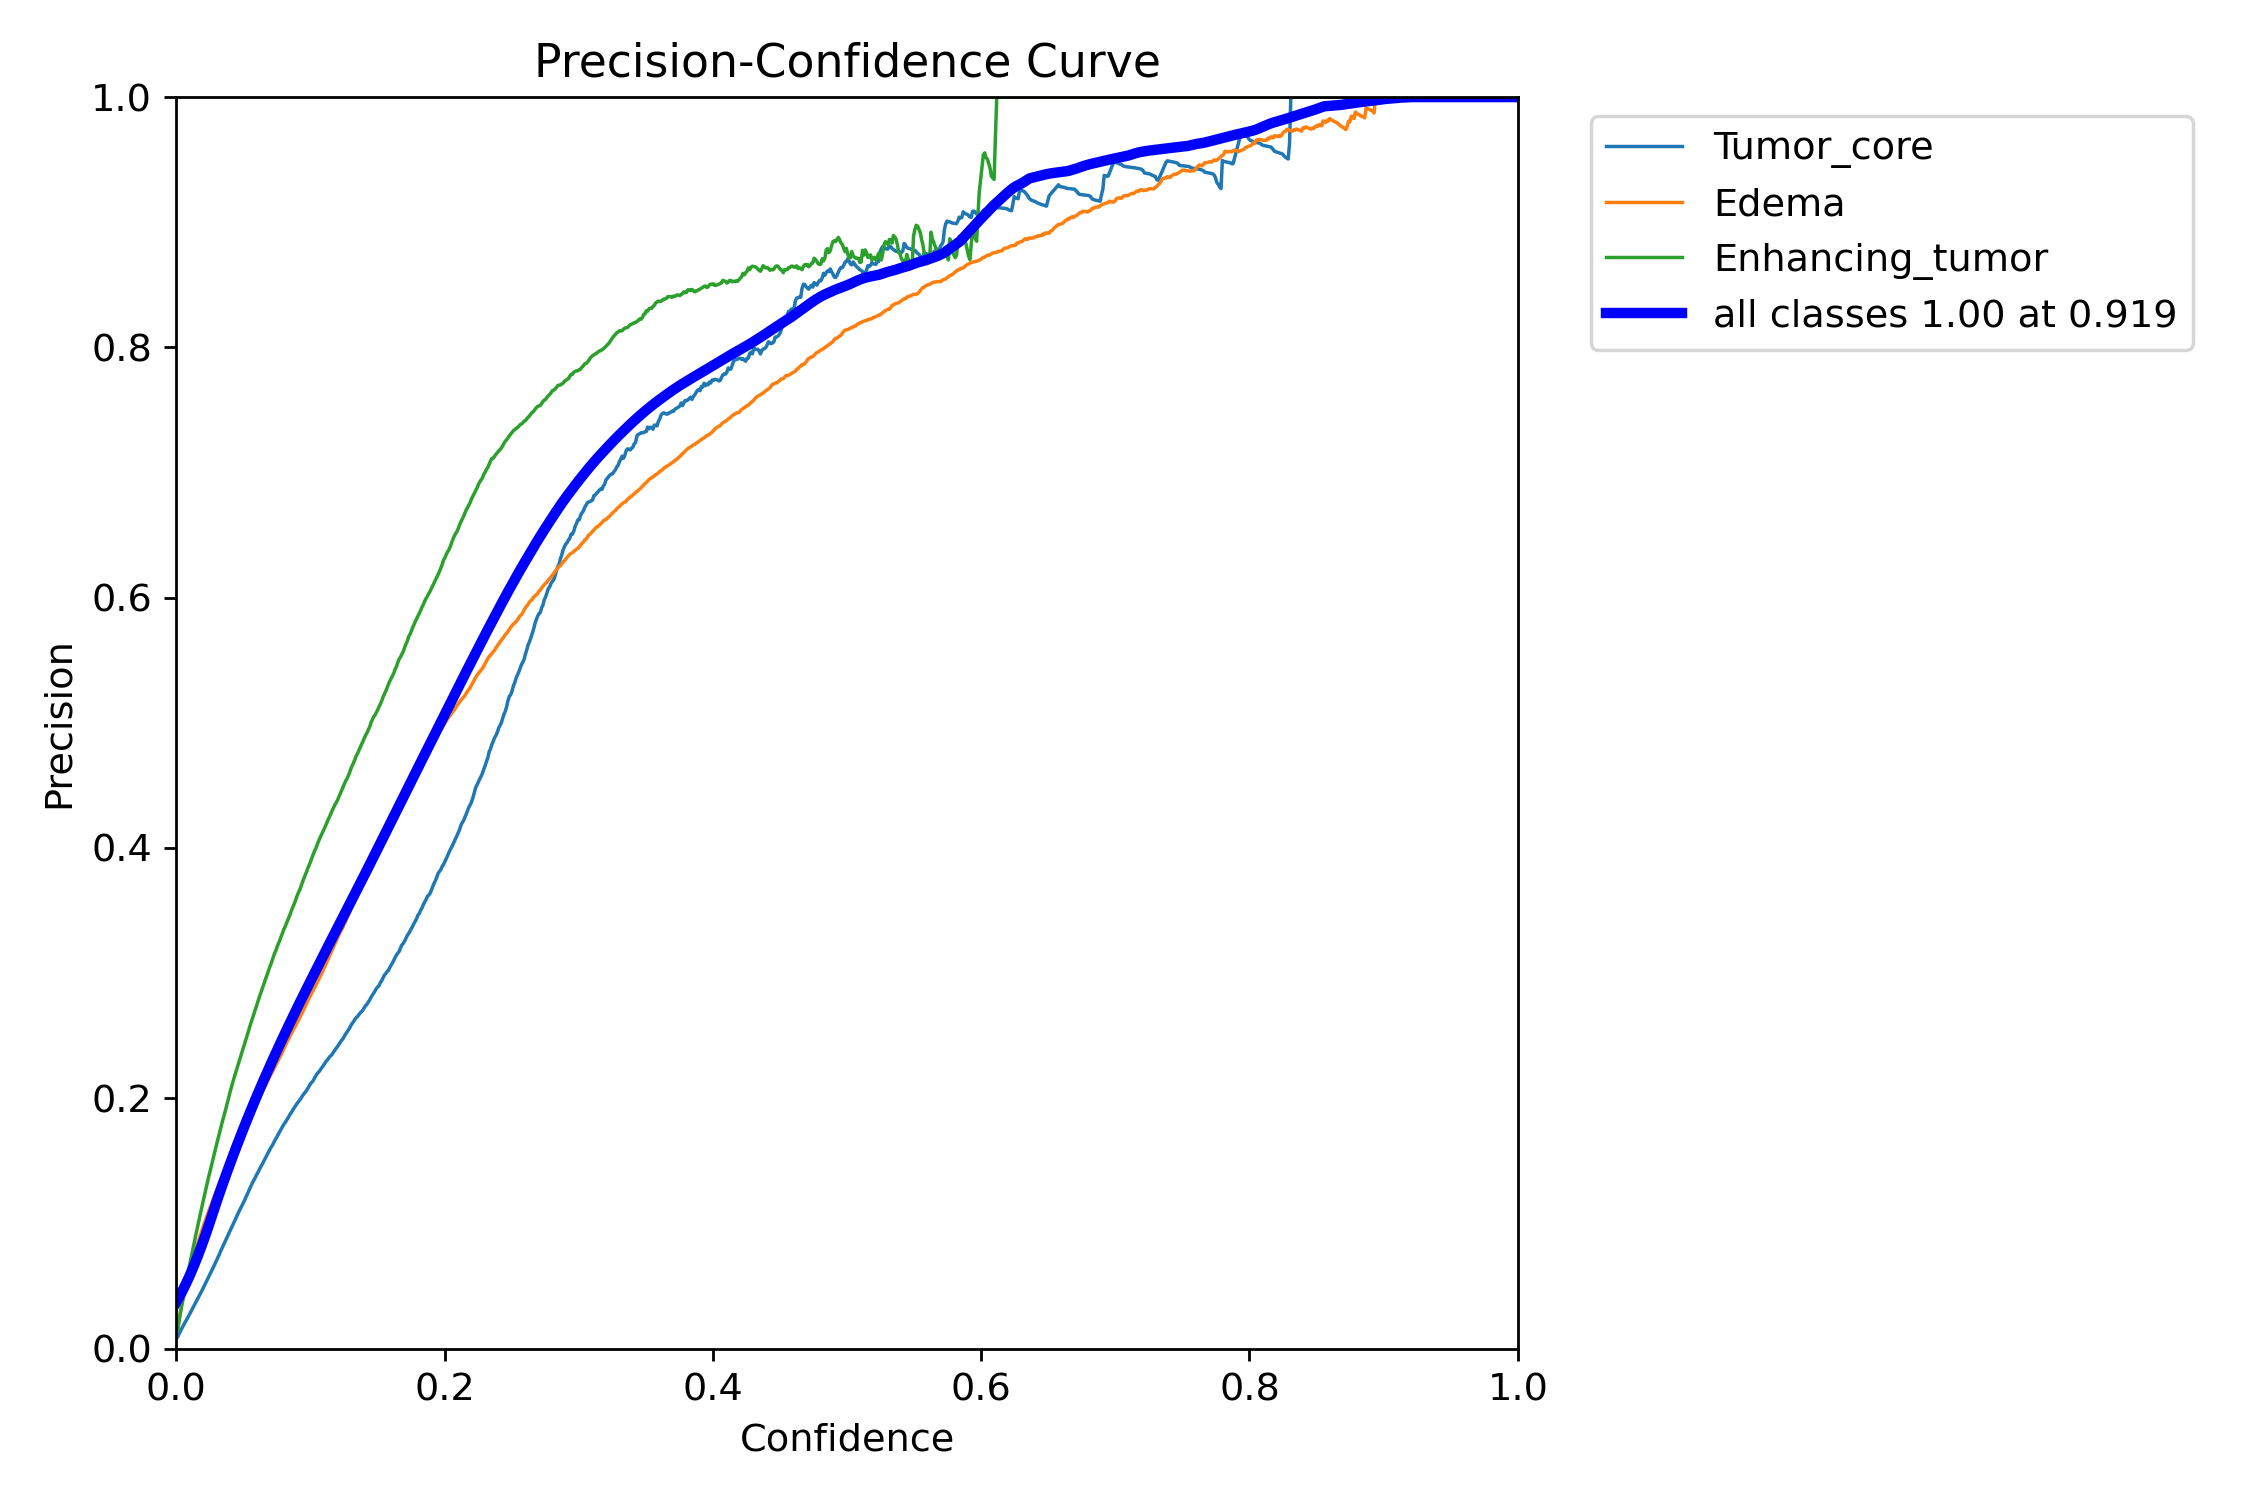 Precision-Confidence Curve
1.0
0.8
0.6
0.4
0.2
0.0
Precision
0.0 0.2 0.4 0.6 0.8 1.0
Confidence
Tumor_core
Edema
Enhancing_tumor
all classes 1.00 at 0.919